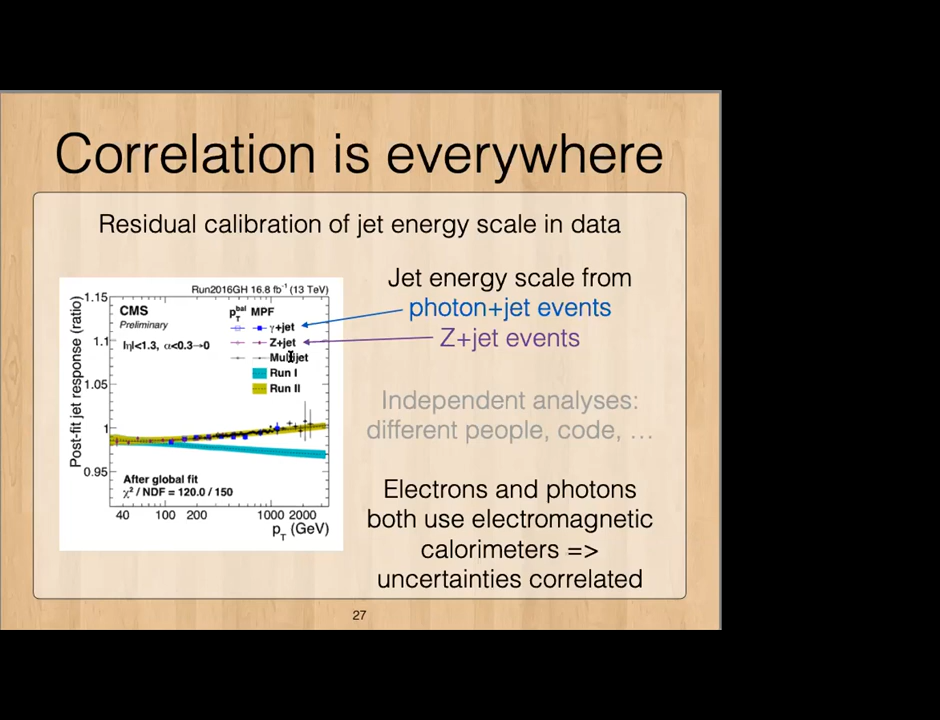 Correlation is everywhere
Residual calibration of jet energy scale in data
Run2016GH 16.8 fb⁻¹ (13 TeV)
Post-fit jet response (ratio)
1.15
1.1
1.05
1
0.95
CMS
Preliminary
|η|<1.3, α<0.3→0
p_T^bal MPF
γ+jet
Z+jet
Multijet
Run I
Run II
After global fit
χ² / NDF = 120.0 / 150
40 100 200 1000 2000
p_T (GeV)
Jet energy scale from
photon+jet events
Z+jet events
Independent analyses:
different people, code, …
Electrons and photons
both use electromagnetic
calorimeters =>
uncertainties correlated
27